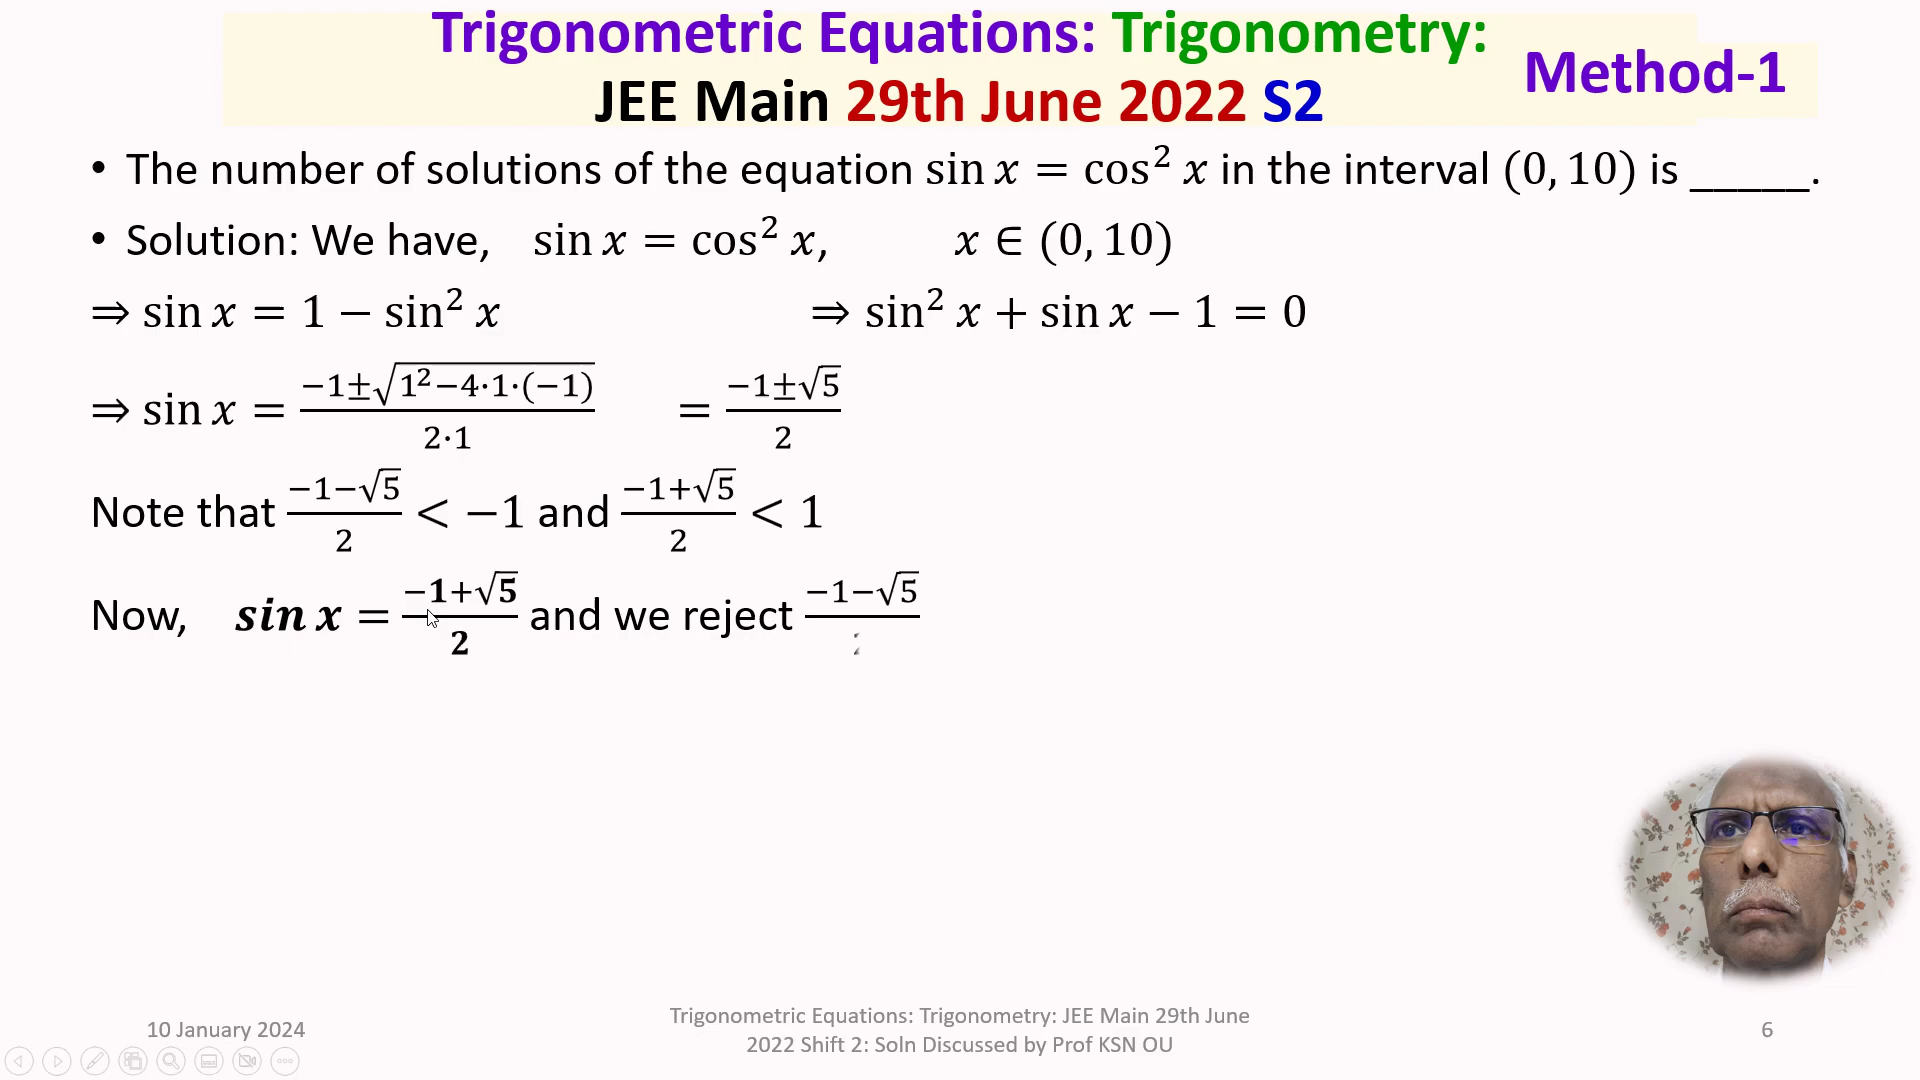 Trigonometric Equations: Trigonometry:
JEE Main 29th June 2022 S2
Method-1
• The number of solutions of the equation sin x = cos² x in the interval (0, 10) is _____.
• Solution: We have, sin x = cos² x, x ∈ (0, 10)
⇒ sin x = 1 − sin² x ⇒ sin² x + sin x − 1 = 0
⇒ sin x = (−1±√(1²−4·1·(−1)))/(2·1) = (−1±√5)/2
Note that (−1−√5)/2 < −1 and (−1+√5)/2 < 1
Now, sin x = (−1+√5)/2 and we reject −1−√5
10 January 2024
Trigonometric Equations: Trigonometry: JEE Main 29th June
2022 Shift 2: Soln Discussed by Prof KSN OU
6